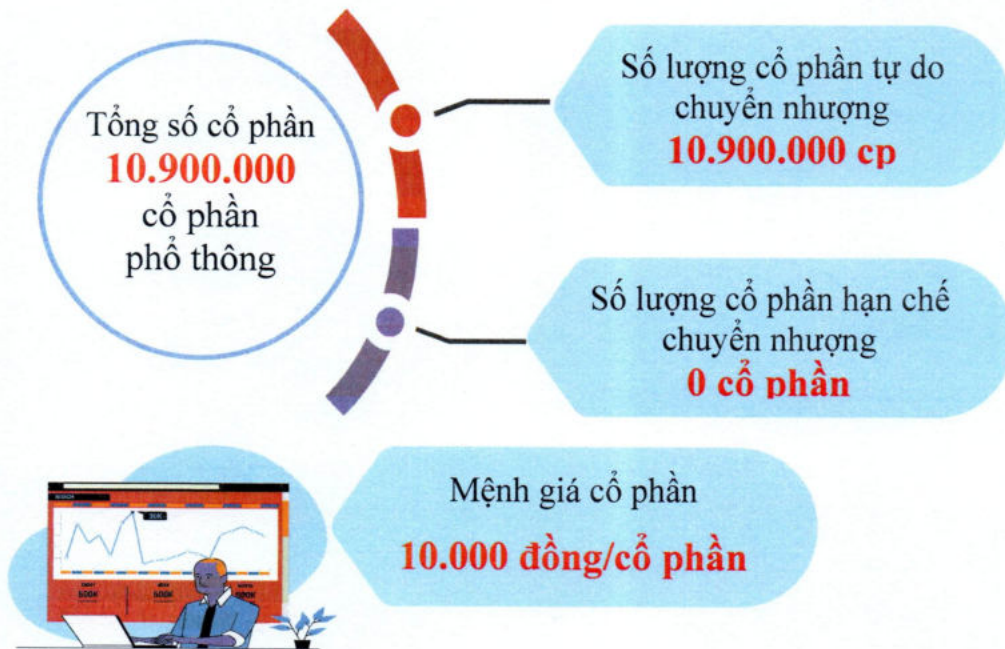 Tổng số cổ phần
10.900.000
cổ phần
phổ thông
Số lượng cổ phần tự do
chuyển nhượng
10.900.000 cp
Số lượng cổ phần hạn chế
chuyển nhượng
0 cổ phần
Mệnh giá cổ phần
10.000 đồng/cổ phần
500K
500K